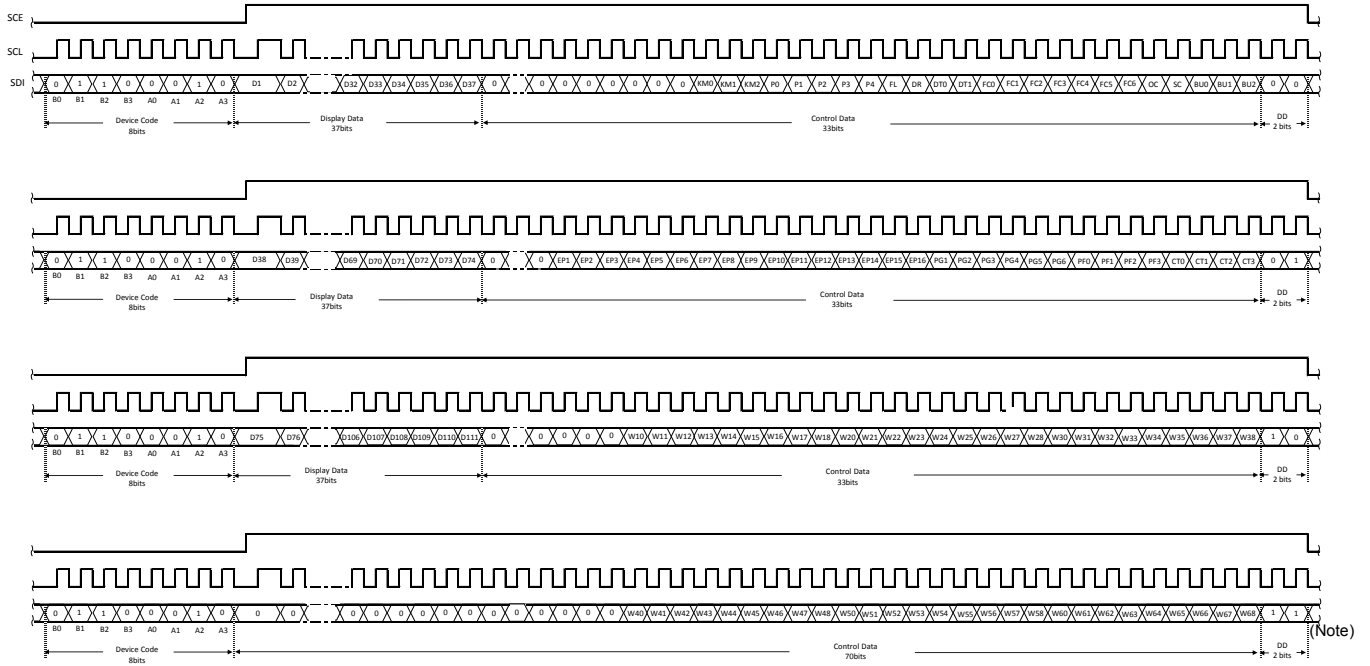 SCE
SCL
SDI 0 1 1 0 0 0 1 0 D1 D2 D32 D33 D34 D35 D36 D37 0 0 0 0 0 0 0 0 KM0 KM1 KM2 P0 P1 P2 P3 P4 FL DR DT0 DT1 FC0 FC1 FC2 FC3 FC4 FC5 FC6 OC SC BU0 BU1 BU2 0 0
B0 B1 B2 B3 A0 A1 A2 A3
Device Code Display Data Control Data DD
8bits 37bits 33bits 2 bits
0 1 1 0 0 0 1 0 D38 D39 D69 D70 D71 D72 D73 D74 0 0 EP1 EP2 EP3 EP4 EP5 EP6 EP7 EP8 EP9 EP10 EP11 EP12 EP13 EP14 EP15 EP16 PG1 PG2 PG3 PG4 PG5 PG6 PF0 PF1 PF2 PF3 CT0 CT1 CT2 CT3 0 1
B0 B1 B2 B3 A0 A1 A2 A3
Device Code Display Data Control Data DD
8bits 37bits 33bits 2 bits
0 1 1 0 0 0 1 0 D75 D76 D106 D107 D108 D109 D110 D111 0 0 0 0 0 W10 W11 W12 W13 W14 W15 W16 W17 W18 W20 W21 W22 W23 W24 W25 W26 W27 W28 W30 W31 W32 W33 W34 W35 W36 W37 W38 1 0
B0 B1 B2 B3 A0 A1 A2 A3
Device Code Display Data Control Data DD
8bits 37bits 33bits 2 bits
0 1 1 0 0 0 1 0 0 0 0 0 0 0 0 0 0 0 0 0 0 0 W40 W41 W42 W43 W44 W45 W46 W47 W48 W50 W51 W52 W53 W54 W55 W56 W57 W58 W60 W61 W62 W63 W64 W65 W66 W67 W68 1 1
(Note)
B0 B1 B2 B3 A0 A1 A2 A3
Device Code Control Data DD
8bits 70bits 2 bits